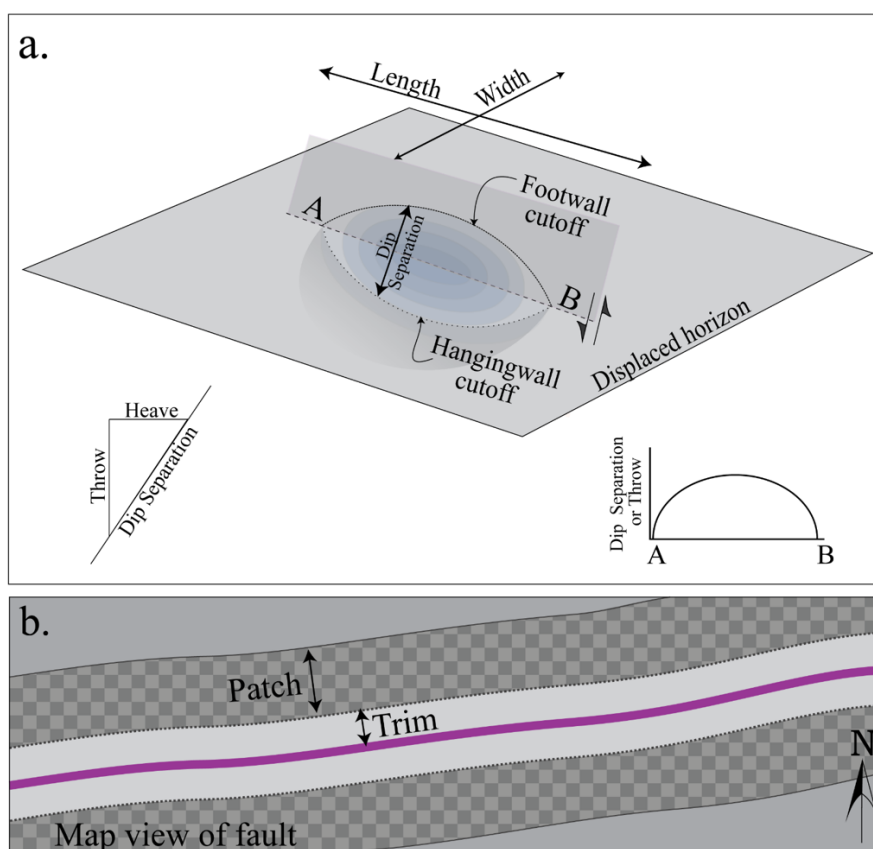 a.
Length
Width
Footwall
cutoff
A
Dip
Separation
B
Hangingwall
cutoff
Displaced horizon
Heave
Throw
Dip Separation
Dip Separation
or Throw
A
B
b.
Patch
Trim
N
Map view of fault